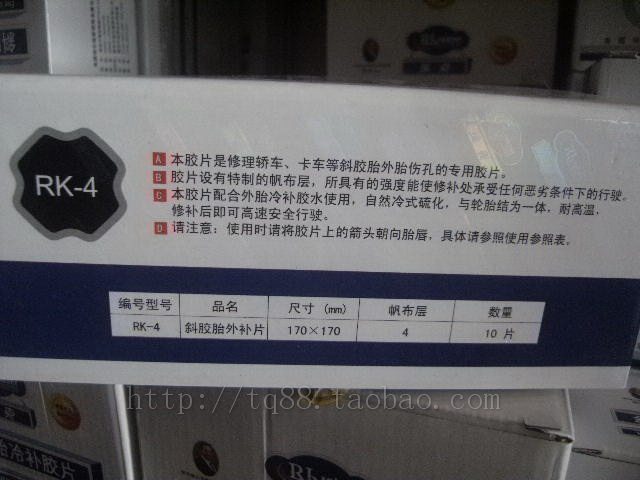 RK-4
A 本胶片是修理轿车、卡车等斜胶胎外胎伤孔的专用胶片。
B 胶片设有特制的帆布层，所具有的强度能使修补处承受任何恶劣条件下的行驶。
C 本胶片配合外胎冷补胶水使用，自然冷式硫化，与轮胎结为一体，耐高温，
修补后即可高速安全行驶。
D 请注意：使用时请将胶片上的箭头朝向胎唇，具体请参照使用参照表。
编号型号 品名 尺寸 (mm) 帆布层 数量
RK-4 斜胶胎外补片 170×170 4 10 片
http://tq88.taobao.com/
胎冷补胶片